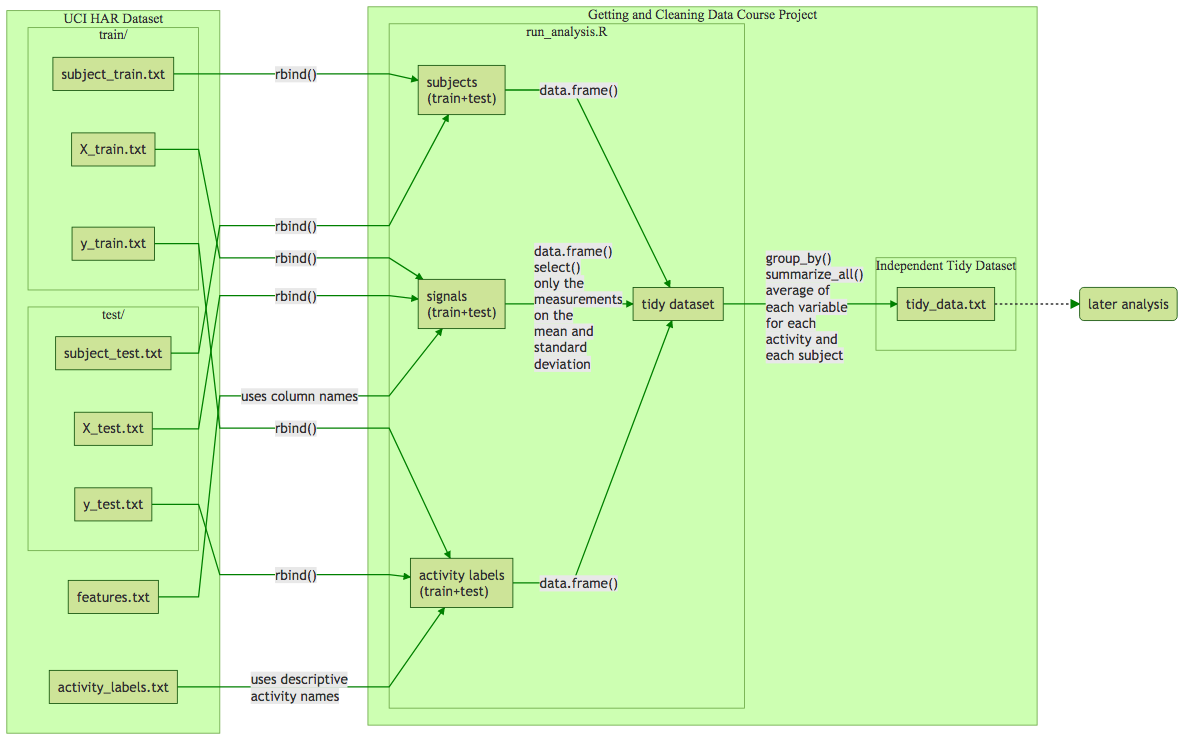 UCI HAR Dataset
train/
subject_train.txt
X_train.txt
y_train.txt
test/
subject_test.txt
X_test.txt
y_test.txt
features.txt
activity_labels.txt
rbind()
rbind()
rbind()
rbind()
uses column names
rbind()
rbind()
uses descriptive
activity names
Getting and Cleaning Data Course Project
run_analysis.R
subjects
(train+test)
signals
(train+test)
activity labels
(train+test)
data.frame()
data.frame()
select()
only the
measurements
on the
mean and
standard
deviation
data.frame()
tidy dataset
group_by()
summarize_all()
average of
each variable
for each
activity and
each subject
Independent Tidy Dataset
tidy_data.txt
later analysis